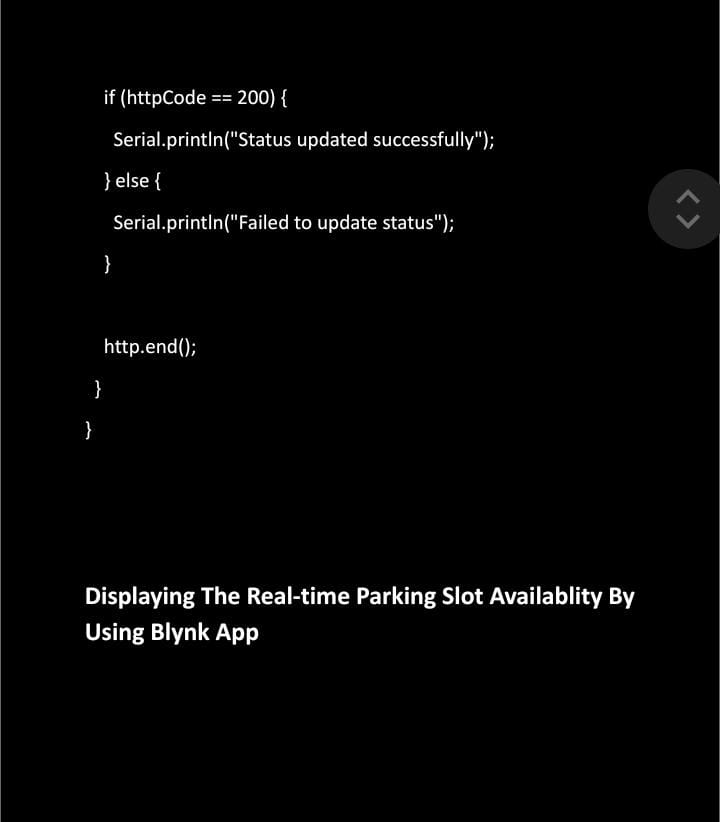 if (httpCode == 200) {
Serial.println("Status updated successfully");
} else {
Serial.println("Failed to update status");
}
http.end();
}
}
Displaying The Real-time Parking Slot Availablity By
Using Blynk App